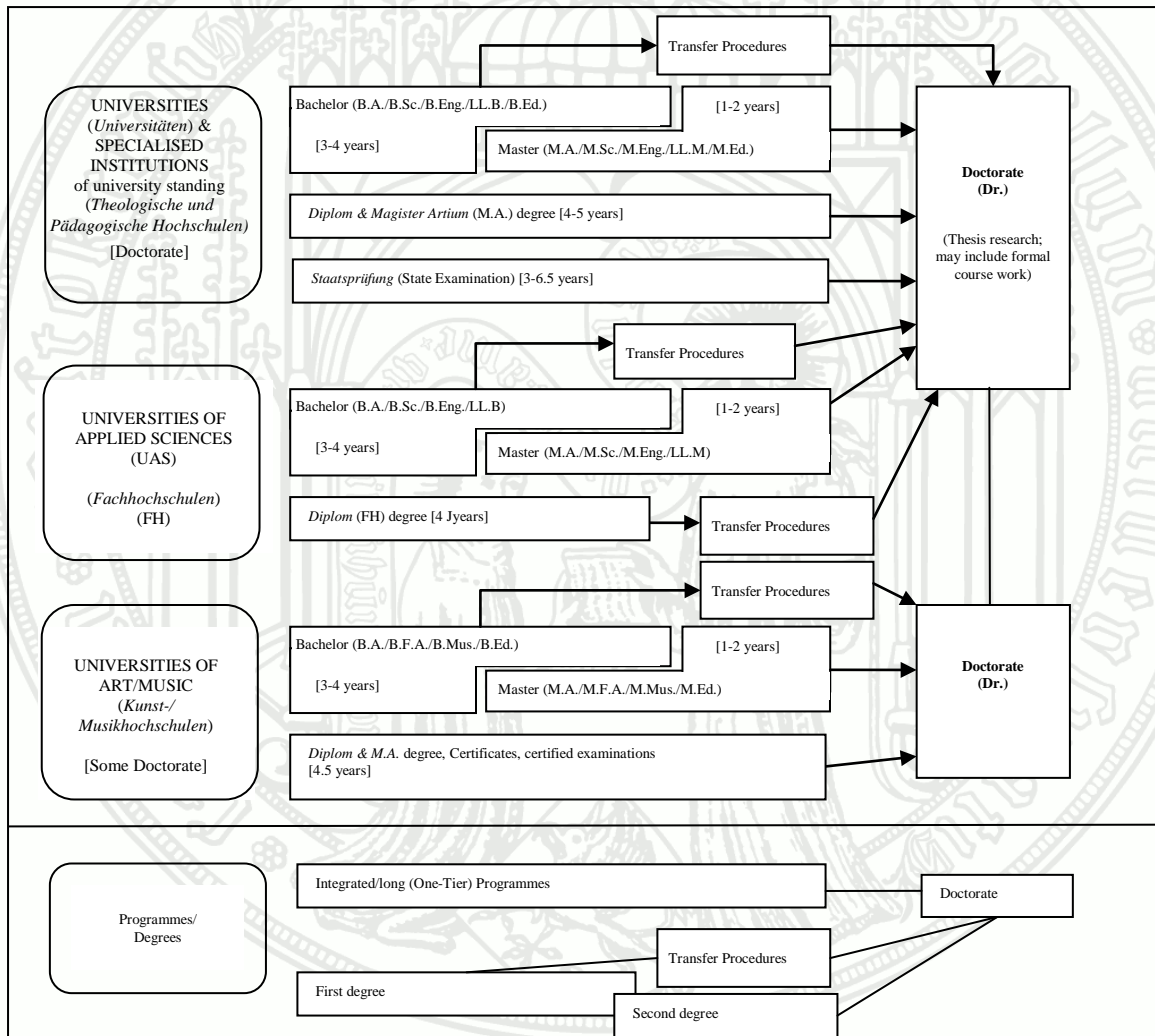 Transfer Procedures
UNIVERSITIES
(Universitäten) &
SPECIALISED
INSTITUTIONS
of university standing
(Theologische und
Pädagogische Hochschulen)
[Doctorate]
Bachelor (B.A./B.Sc./B.Eng./LL.B./B.Ed.)
[3-4 years]
[1-2 years]
Master (M.A./M.Sc./M.Eng./LL.M./M.Ed.)
Diplom & Magister Artium (M.A.) degree [4-5 years]
Staatsprüfung (State Examination) [3-6.5 years]
Doctorate
(Dr.)
(Thesis research;
may include formal
course work)
Transfer Procedures
UNIVERSITIES OF
APPLIED SCIENCES
(UAS)
(Fachhochschulen)
(FH)
Bachelor (B.A./B.Sc./B.Eng./LL.B)
[3-4 years]
[1-2 years]
Master (M.A./M.Sc./M.Eng./LL.M)
Diplom (FH) degree [4 Jyears]
Transfer Procedures
Transfer Procedures
UNIVERSITIES OF
ART/MUSIC
(Kunst-/
Musikhochschulen)
[Some Doctorate]
Bachelor (B.A./B.F.A./B.Mus./B.Ed.)
[3-4 years]
[1-2 years]
Master (M.A./M.F.A./M.Mus./M.Ed.)
Diplom & M.A. degree, Certificates, certified examinations
[4.5 years]
Doctorate
(Dr.)
Programmes/
Degrees
Integrated/long (One-Tier) Programmes
Doctorate
Transfer Procedures
First degree
Second degree